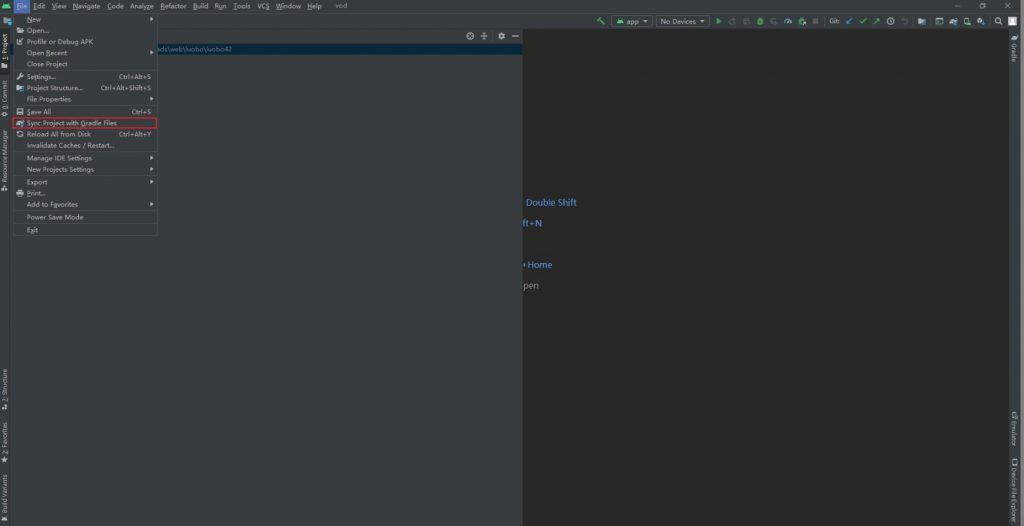 File Edit View Navigate Code Analyze Refactor Build Run Tools VCS Window Help vod
app No Devices Git:
ads\web\luobo\luobo42
New
Open...
Profile or Debug APK
Open Recent
Close Project
Settings... Ctrl+Alt+S
Project Structure... Ctrl+Alt+Shift+S
File Properties
Save All Ctrl+S
Sync Project with Gradle Files
Reload All from Disk Ctrl+Alt+Y
Invalidate Caches / Restart...
Manage IDE Settings
New Projects Settings
Export
Print...
Add to Favorites
Power Save Mode
Exit
Double Shift
ft+N
+Home
pen
1: Project
0: Commit
Resource Manager
7: Structure
2: Favorites
Build Variants
Gradle
Emulator
Device File Explorer